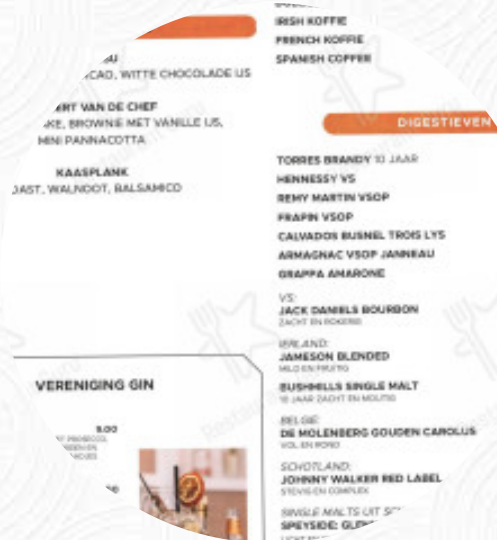 CACAO, WITTE CHOCOLADE IJS
VAN DE CHEF
BROWNIE MET VANILLE IJS,
MINI PANNACOTTA
KAASPLANK
WALNOOT, BALSAMICO
VERENIGING GIN
9.00
IRISH KOFFIE
FRENCH KOFFIE
SPANISH COFFEE
DIGESTIEVEN
TORRES BRANDY 10 JAAR
HENNESSY VS
REMY MARTIN VSOP
FRAPIN VSOP
CALVADOS BUSNEL TROIS LYS
ARMAGNAC VSOP JANNEAU
GRAPPA AMARONE
VS:
JACK DANIELS BOURBON
ZACHT EN ROKERIG
IERLAND:
JAMESON BLENDED
MILD EN FRUITIG
BUSHMILLS SINGLE MALT
10 JAAR ZACHT EN MOUTIG
BELGIE:
DE MOLENBERG GOUDEN CAROLUS
VOL EN ROND
SCHOTLAND:
JOHNNY WALKER RED LABEL
STEVIG EN COMPLEX
SINGLE MALTS UIT
SPEYSIDE: